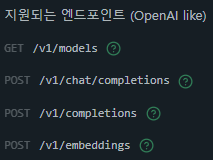 지원되는 엔드포인트 (OpenAI like)
GET /v1/models ?
POST /v1/chat/completions ?
POST /v1/completions ?
POST /v1/embeddings ?